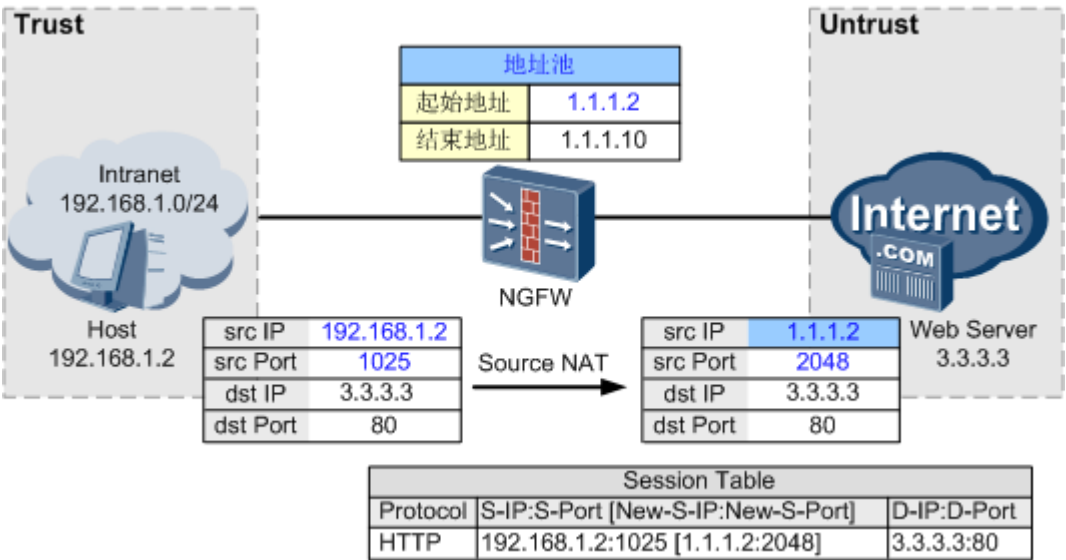 Trust
Untrust
地址池
起始地址 1.1.1.2
结束地址 1.1.1.10
Intranet
192.168.1.0/24
Internet
.COM
NGFW
Host
192.168.1.2
Web Server
3.3.3.3
src IP 192.168.1.2
src Port 1025
dst IP 3.3.3.3
dst Port 80
Source NAT
src IP 1.1.1.2
src Port 2048
dst IP 3.3.3.3
dst Port 80
Session Table
Protocol S-IP:S-Port [New-S-IP:New-S-Port] D-IP:D-Port
HTTP 192.168.1.2:1025 [1.1.1.2:2048] 3.3.3.3:80